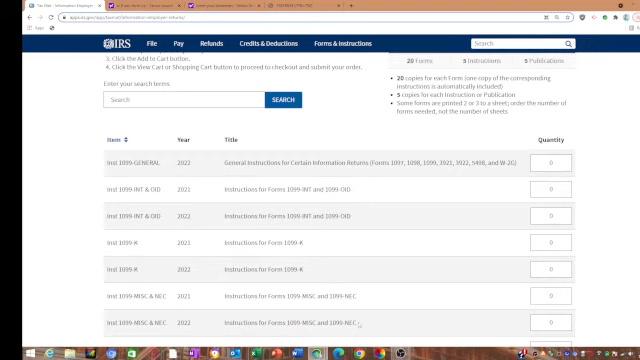 apps.irs.gov/app/taxmat/information-employer-returns/
IRS File Pay Refunds Credits & Deductions Forms & Instructions Search
3. Click the Add to Cart button.
4. Click the View Cart or Shopping Cart button to proceed to checkout and submit your order.
Enter your search terms
Search SEARCH
20 Forms 5 Instructions 5 Publications
• 20 copies for each Form (one copy of the corresponding
instructions is automatically included)
• 5 copies for each Instruction or Publication
• Some forms are printed 2 or 3 to a sheet; order the number of
forms needed, not the number of sheets
Item Year Title Quantity
Inst 1099-GENERAL 2022 General Instructions for Certain Information Returns (Forms 1097, 1098, 1099, 3921, 3922, 5498, and W-2G) 0
Inst 1099-INT & OID 2021 Instructions for Forms 1099-INT and 1099-OID 0
Inst 1099-INT & OID 2022 Instructions for Forms 1099-INT and 1099-OID 0
Inst 1099-K 2021 Instructions for Form 1099-K 0
Inst 1099-K 2022 Instructions for Form 1099-K 0
Inst 1099-MISC & NEC 2021 Instructions for Forms 1099-MISC and 1099-NEC 0
Inst 1099-MISC & NEC 2022 Instructions for Forms 1099-MISC and 1099-NEC 0